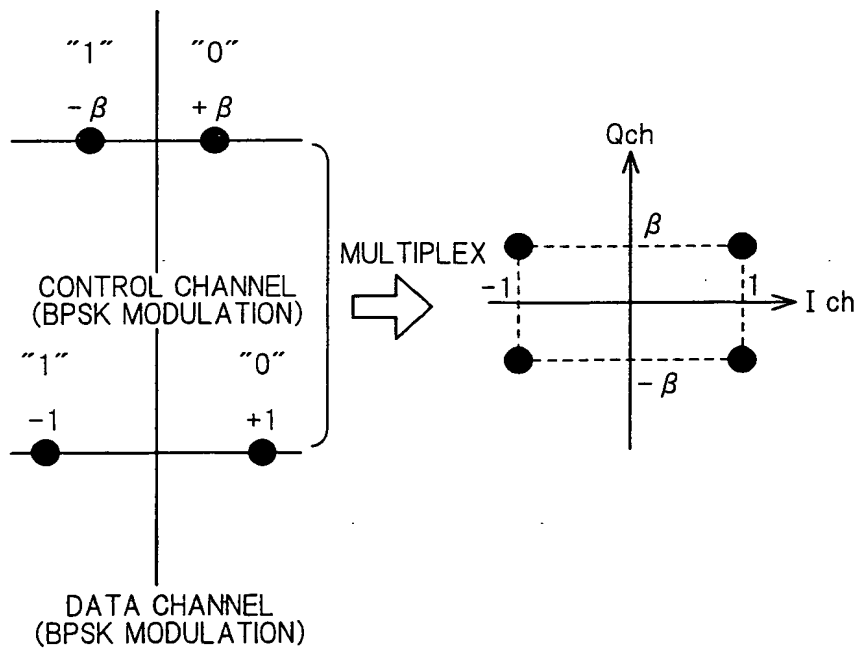 "1" "0"
-β +β
CONTROL CHANNEL
(BPSK MODULATION)
"1" "0"
-1 +1
DATA CHANNEL
(BPSK MODULATION)
MULTIPLEX
Qch
β
-1 1
I ch
-β